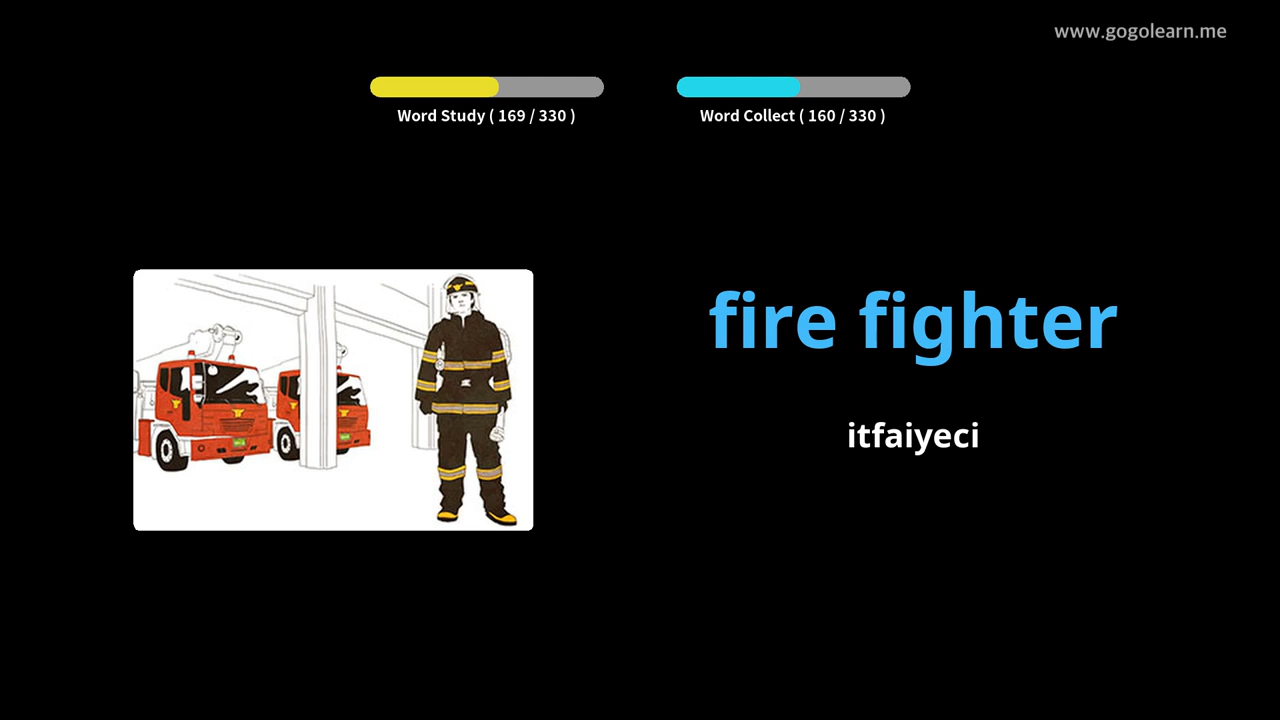 www.gogolearn.me
Word Study ( 169 / 330 )
Word Collect ( 160 / 330 )
fire fighter
itfaiyeci